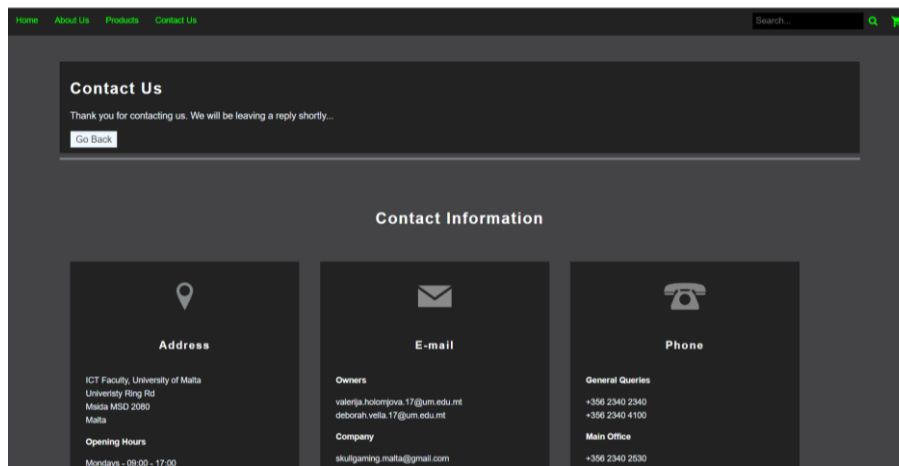 Home About Us Products Contact Us Search...
Contact Us
Thank you for contacting us. We will be leaving a reply shortly...
Go Back
Contact Information
Address
ICT Faculty, University of Malta
Univeristy Ring Rd
Msida MSD 2080
Malta
Opening Hours
Mondays - 09:00 - 17:00
E-mail
Owners
valerija.holomjova.17@um.edu.mt
deborah.vella.17@um.edu.mt
Company
skullgaming.malta@gmail.com
Phone
General Queries
+356 2340 2340
+356 2340 4100
Main Office
+356 2340 2530